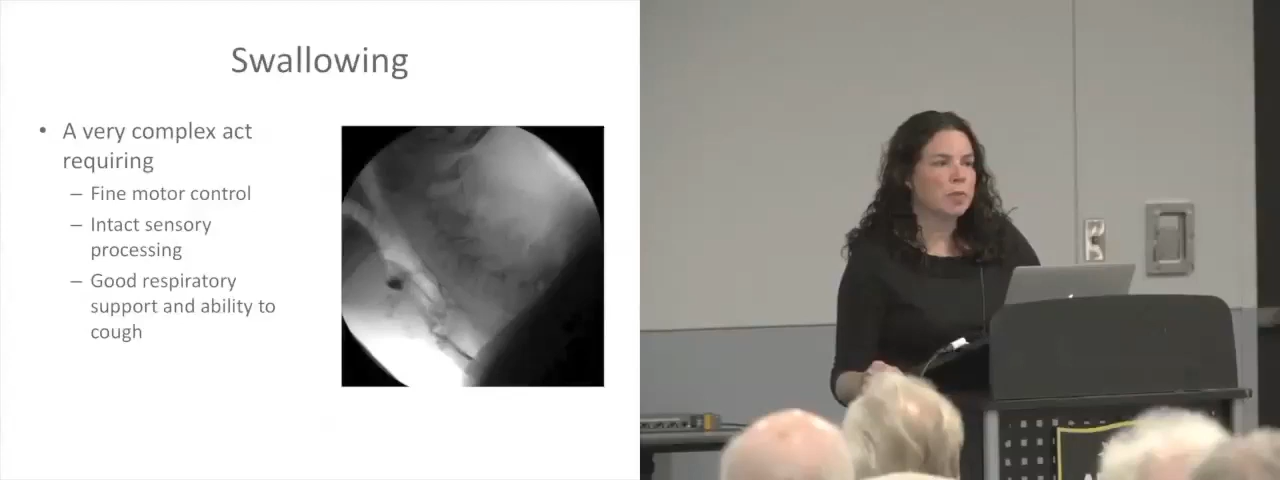 Swallowing
• A very complex act
requiring
– Fine motor control
– Intact sensory
processing
– Good respiratory
support and ability to
cough